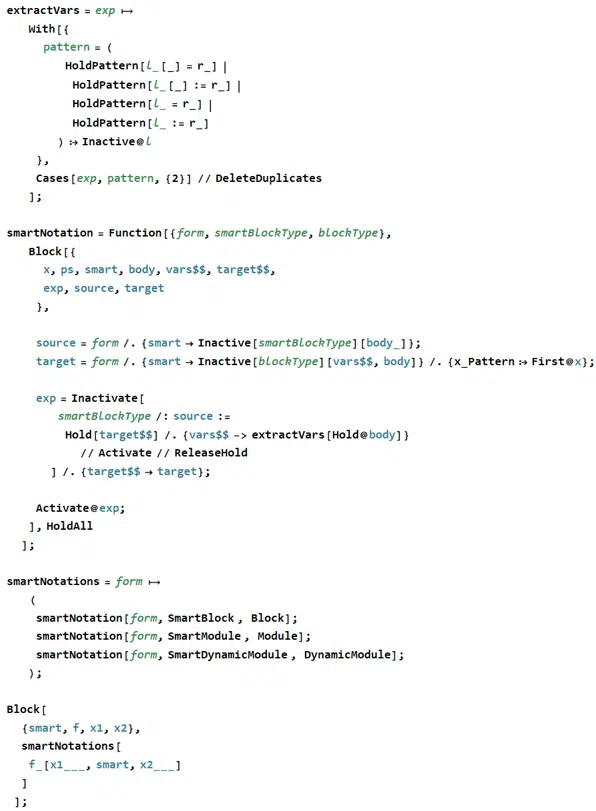 extractVars = exp ↦
With[{
pattern = (
HoldPattern[l_[_] = r_] |
HoldPattern[l_[_] := r_] |
HoldPattern[l_ = r_] |
HoldPattern[l_ := r_]
) :→ Inactive@l
},
Cases[exp, pattern, {2}] // DeleteDuplicates
];
smartNotation = Function[{form, smartBlockType, blockType},
Block[{
x, ps, smart, body, vars$$, target$$,
exp, source, target
},
source = form /. {smart → Inactive[smartBlockType][body_]};
target = form /. {smart → Inactive[blockType][vars$$, body]} /. {x_Pattern :→ First@x};
exp = Inactivate[
smartBlockType /: source :=
Hold[target$$] /. {vars$$ -> extractVars[Hold@body]}
// Activate // ReleaseHold
] /. {target$$ → target};
Activate@exp;
], HoldAll
];
smartNotations = form ↦
(
smartNotation[form, SmartBlock , Block];
smartNotation[form, SmartModule , Module];
smartNotation[form, SmartDynamicModule , DynamicModule];
);
Block[
{smart, f, x1, x2},
smartNotations[
f_[x1___, smart, x2___]
]
];